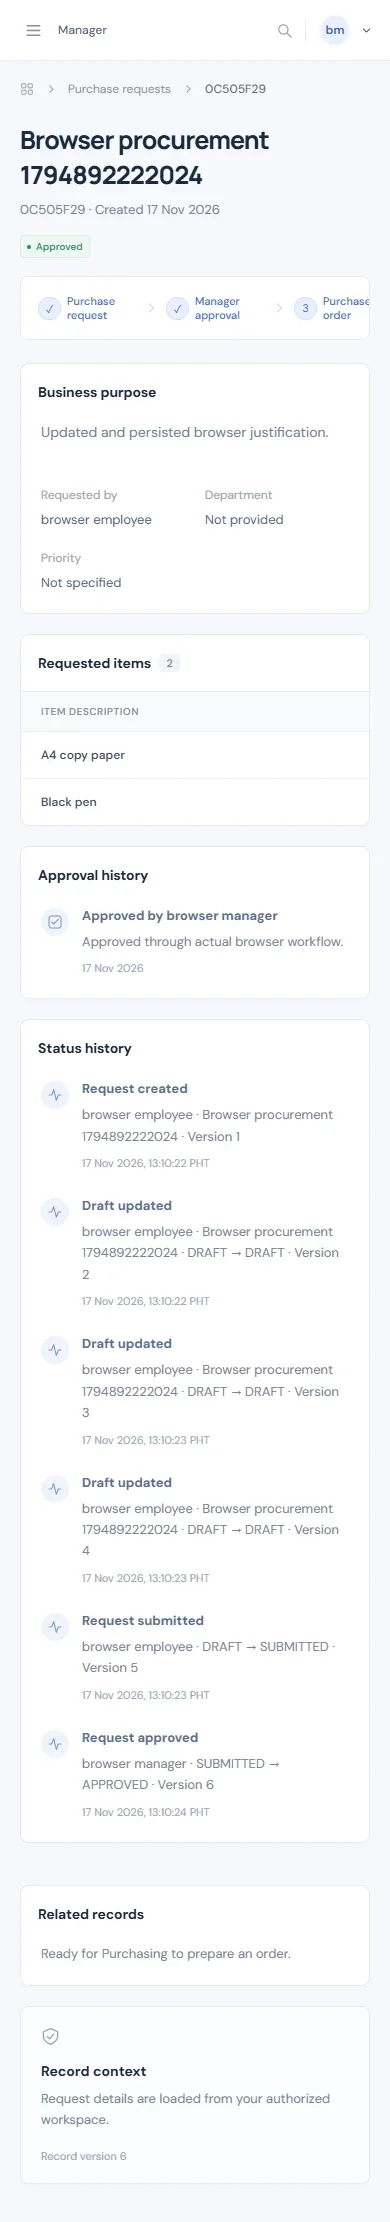 Manager
bm
Purchase requests
0C505F29
Browser procurement
1794892222024
0C505F29 · Created 17 Nov 2026
Approved
Purchase
request
Manager
approval
3
Purchase
order
Business purpose
Updated and persisted browser justification.
Requested by
Department
browser employee
Not provided
Priority
Not specified
Requested items 2
ITEM DESCRIPTION
A4 copy paper
Black pen
Approval history
Approved by browser manager
Approved through actual browser workflow.
17 Nov 2026
Status history
Request created
browser employee · Browser procurement
1794892222024 · Version 1
17 Nov 2026, 13:10:22 PHT
Draft updated
browser employee · Browser procurement
1794892222024 · DRAFT → DRAFT · Version
2
17 Nov 2026, 13:10:22 PHT
Draft updated
browser employee · Browser procurement
1794892222024 · DRAFT → DRAFT · Version
3
17 Nov 2026, 13:10:23 PHT
Draft updated
browser employee · Browser procurement
1794892222024 · DRAFT → DRAFT · Version
4
17 Nov 2026, 13:10:23 PHT
Request submitted
browser employee · DRAFT → SUBMITTED ·
Version 5
17 Nov 2026, 13:10:23 PHT
Request approved
browser manager · SUBMITTED →
APPROVED · Version 6
17 Nov 2026, 13:10:24 PHT
Related records
Ready for Purchasing to prepare an order.
Record context
Request details are loaded from your authorized
workspace.
Record version 6